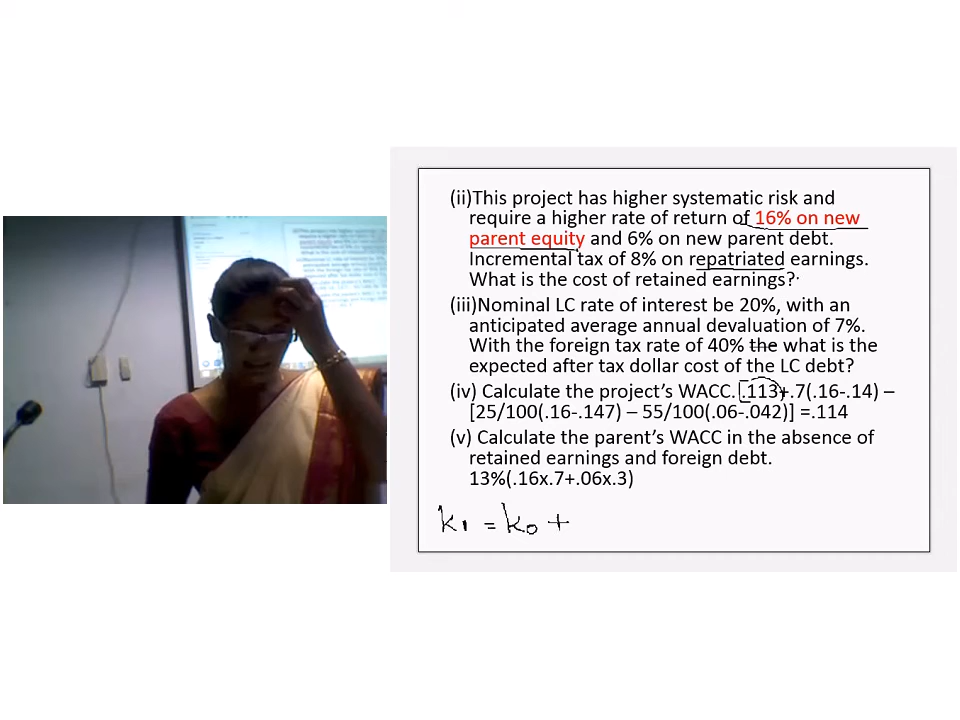 (ii)This project has higher systematic risk and
require a higher rate of return of 16% on new
parent equity and 6% on new parent debt.
Incremental tax of 8% on repatriated earnings.
What is the cost of retained earnings?
(iii)Nominal LC rate of interest be 20%, with an
anticipated average annual devaluation of 7%.
With the foreign tax rate of 40% the what is the
expected after tax dollar cost of the LC debt?
(iv) Calculate the project's WACC. .113+.7(.16-.14) –
[25/100(.16-.147) – 55/100(.06-.042)] =.114
(v) Calculate the parent's WACC in the absence of
retained earnings and foreign debt.
13%(.16x.7+.06x.3)
K1 = K0 +